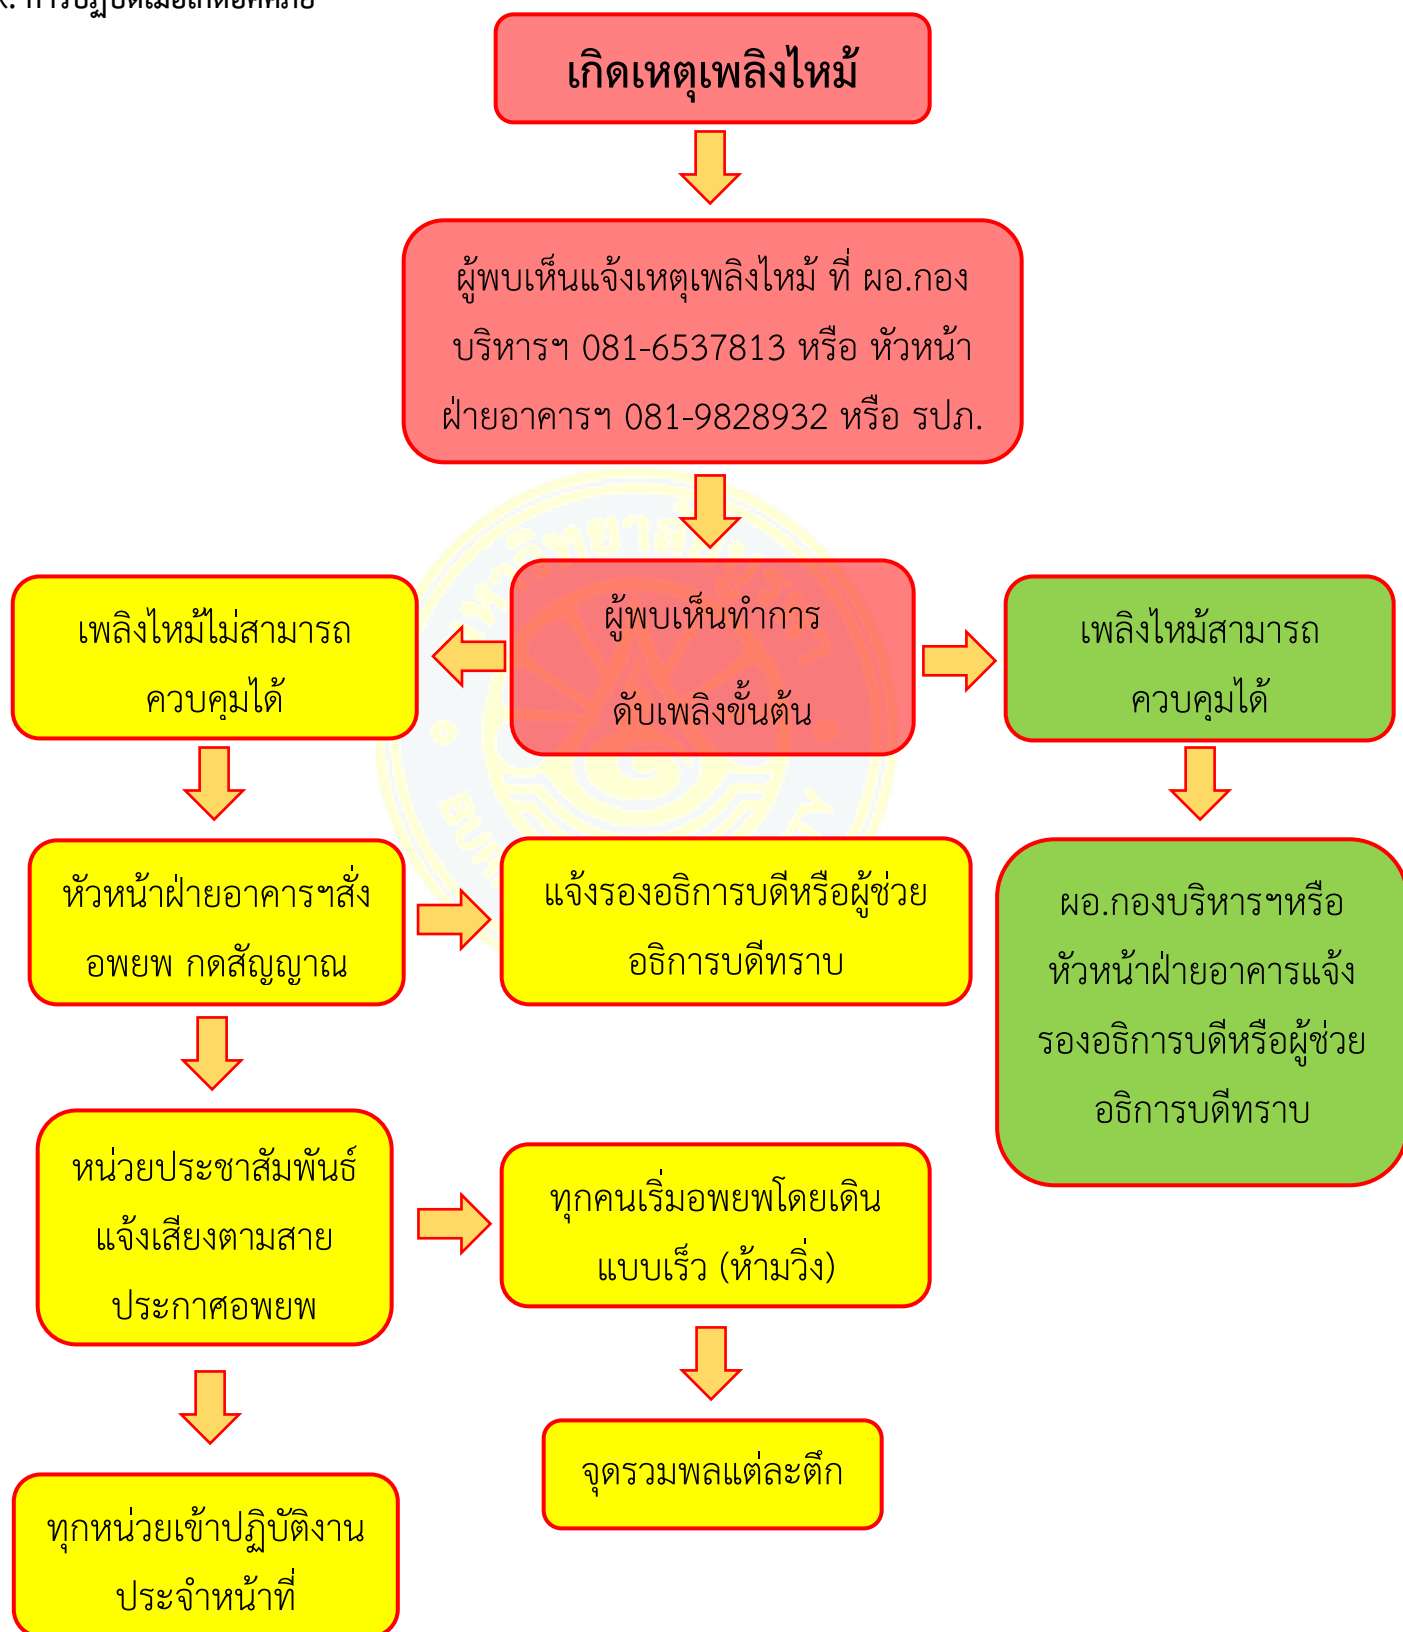 การปฏิบัติเมื่อเกิดอัคคีภัย
เกิดเหตุเพลิงไหม้
ผู้พบเห็นแจ้งเหตุเพลิงไหม้ ที่ ผอ.กอง
บริหารฯ 081-6537813 หรือ หัวหน้า
ฝ่ายอาคารฯ 081-9828932 หรือ รปภ.
เพลิงไหม้ไม่สามารถ
ควบคุมได้
ผู้พบเห็นทำการ
ดับเพลิงขั้นต้น
เพลิงไหม้สามารถ
ควบคุมได้
หัวหน้าฝ่ายอาคารฯสั่ง
อพยพ กดสัญญาณ
แจ้งรองอธิการบดีหรือผู้ช่วย
อธิการบดีทราบ
ผอ.กองบริหารฯหรือ
หัวหน้าฝ่ายอาคารแจ้ง
รองอธิการบดีหรือผู้ช่วย
อธิการบดีทราบ
หน่วยประชาสัมพันธ์
แจ้งเสียงตามสาย
ประกาศอพยพ
ทุกคนเริ่มอพยพโดยเดิน
แบบเร็ว (ห้ามวิ่ง)
จุดรวมพลแต่ละตึก
ทุกหน่วยเข้าปฏิบัติงาน
ประจำหน้าที่